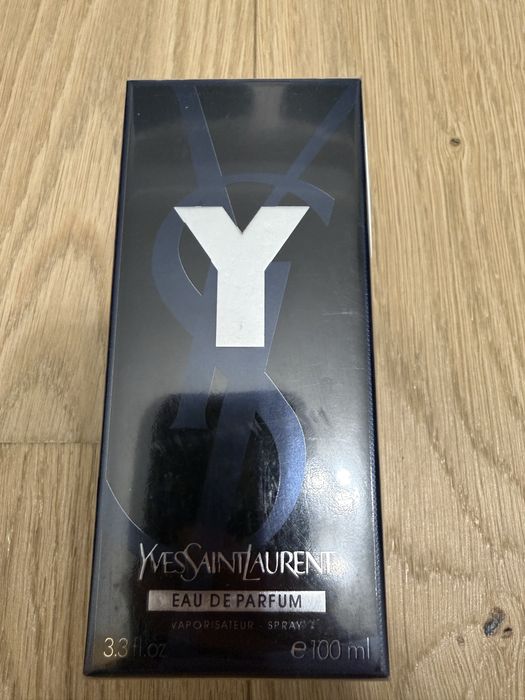 Y
YVESSAINTLAURENT
EAU DE PARFUM
VAPORISATEUR - SPRAY
3.3 fl.oz ℮100 ml